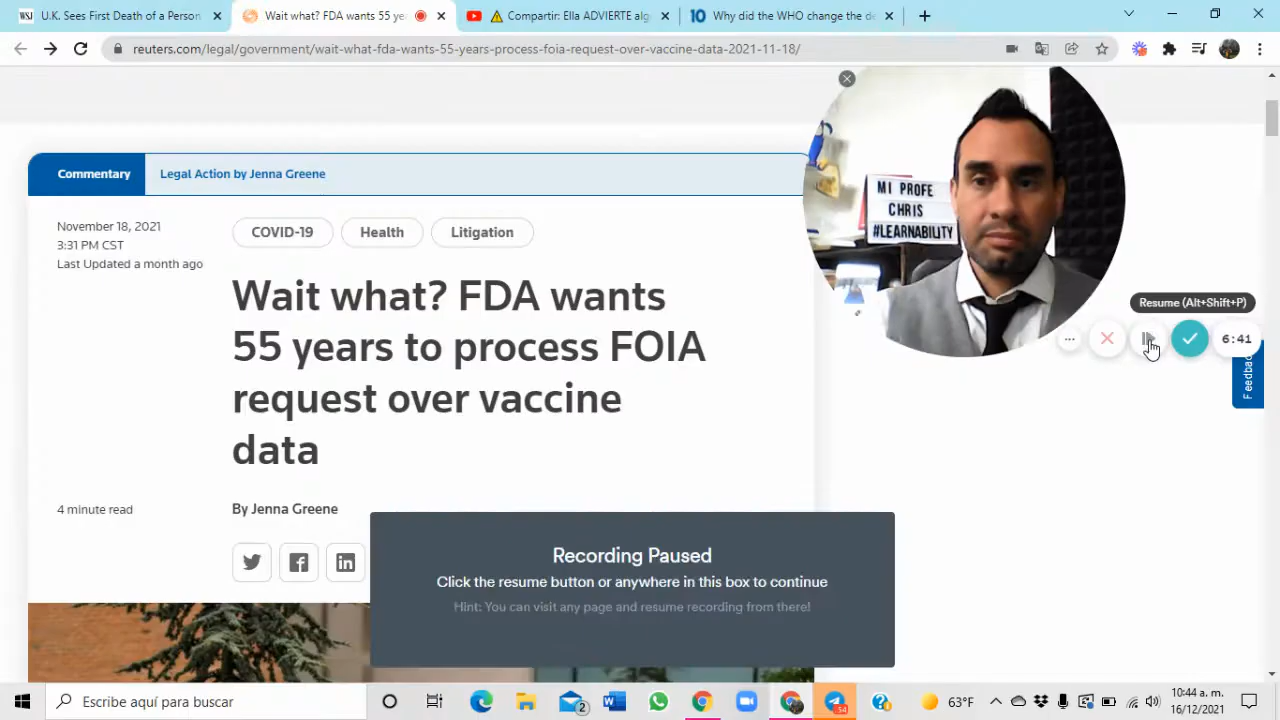 U.K. Sees First Death of a Person
Wait what? FDA wants 55 ye
Compartir: Ella ADVIERTE alg
Why did the WHO change the de
reuters.com/legal/government/wait-what-fda-wants-55-years-process-foia-request-over-vaccine-data-2021-11-18/
Commentary
Legal Action by Jenna Greene
November 18, 2021
3:31 PM CST
Last Updated a month ago
COVID-19
Health
Litigation
Wait what? FDA wants
55 years to process FOIA
request over vaccine
data
4 minute read
By Jenna Greene
MI PROFE
CHRIS
#LEARNABILITY
Resume (Alt+Shift+P)
6:41
Feedba
Recording Paused
Click the resume button or anywhere in this box to continue
Hint: You can visit any page and resume recording from there!
Escribe aquí para buscar
2
54
63°F
10:44 a. m.
16/12/2021